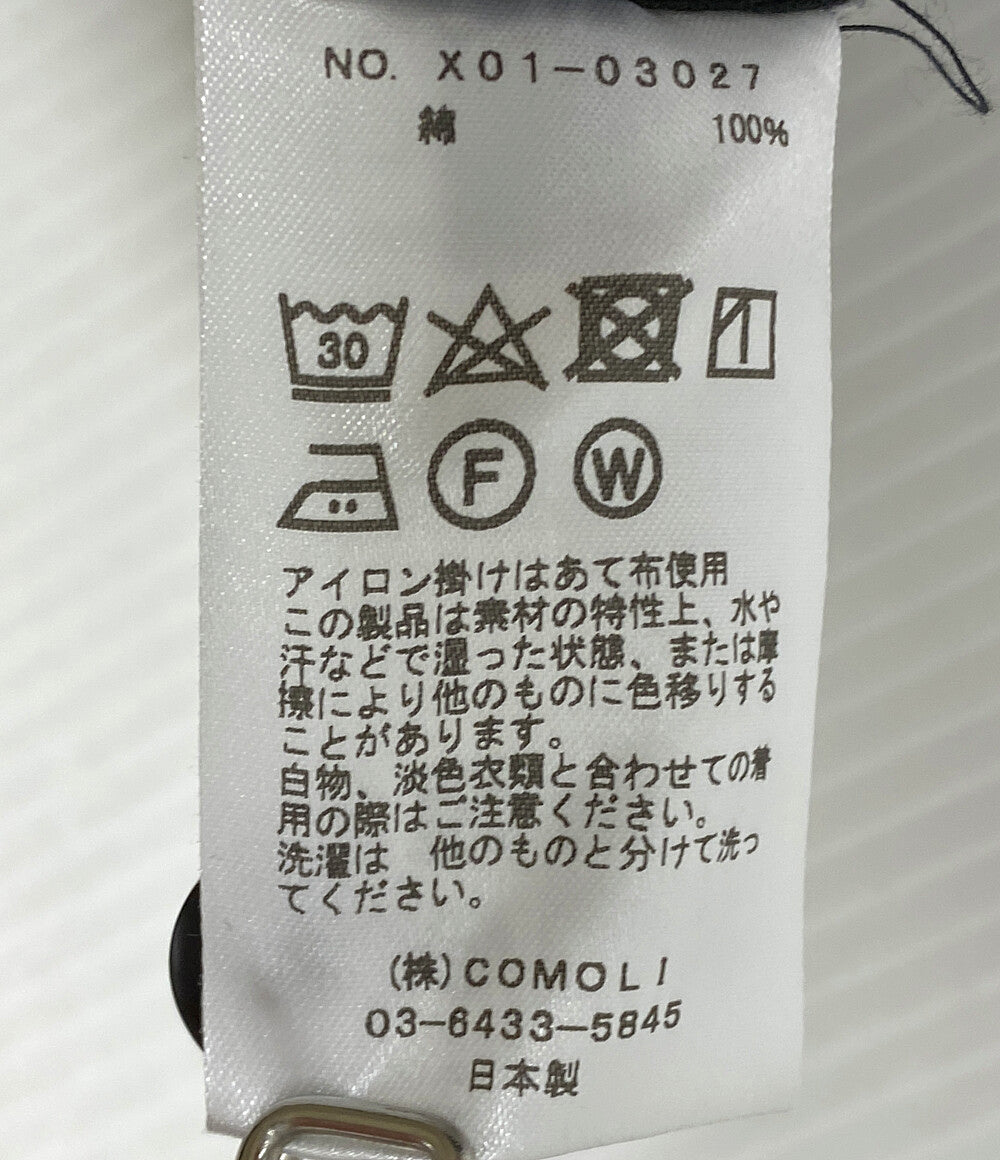 NO. X01-03027
綿 100%
30
F W
アイロン掛けはあて布使用
この製品は素材の特性上、水や
汗などで湿った状態、または摩
擦により他のものに色移りする
ことがあります。
白物、淡色衣類と合わせての着
用の際はご注意ください。
洗濯は 他のものと分けて洗っ
てください。
(株)COMOLI
03-6433-5845
日本製